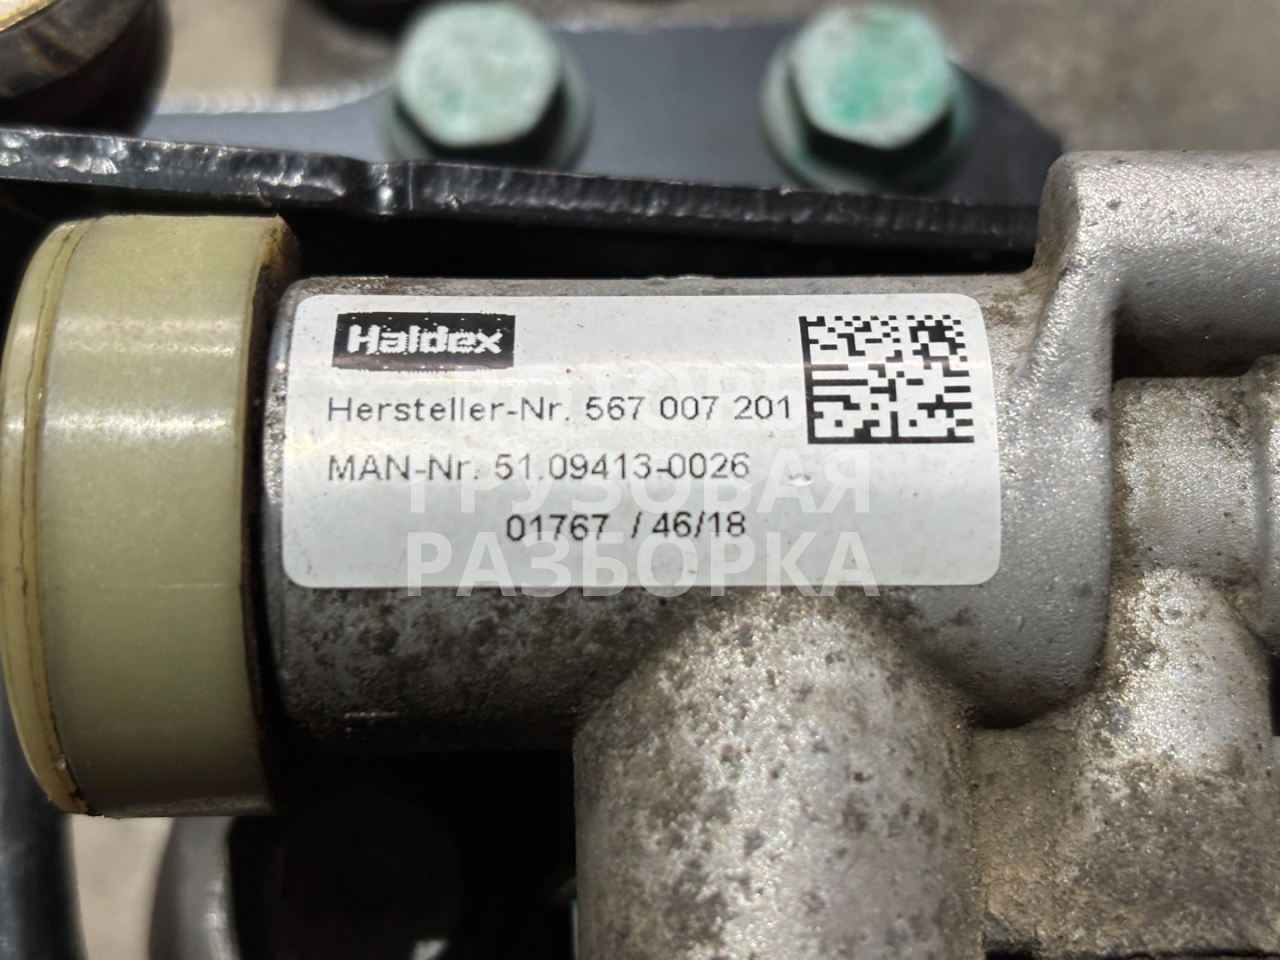 Haldex
Hersteller-Nr. 567 007 201
MAN-Nr. 51.09413-0026
01767 / 46/18
ГРУЗОВАЯ
РАЗБОРКА